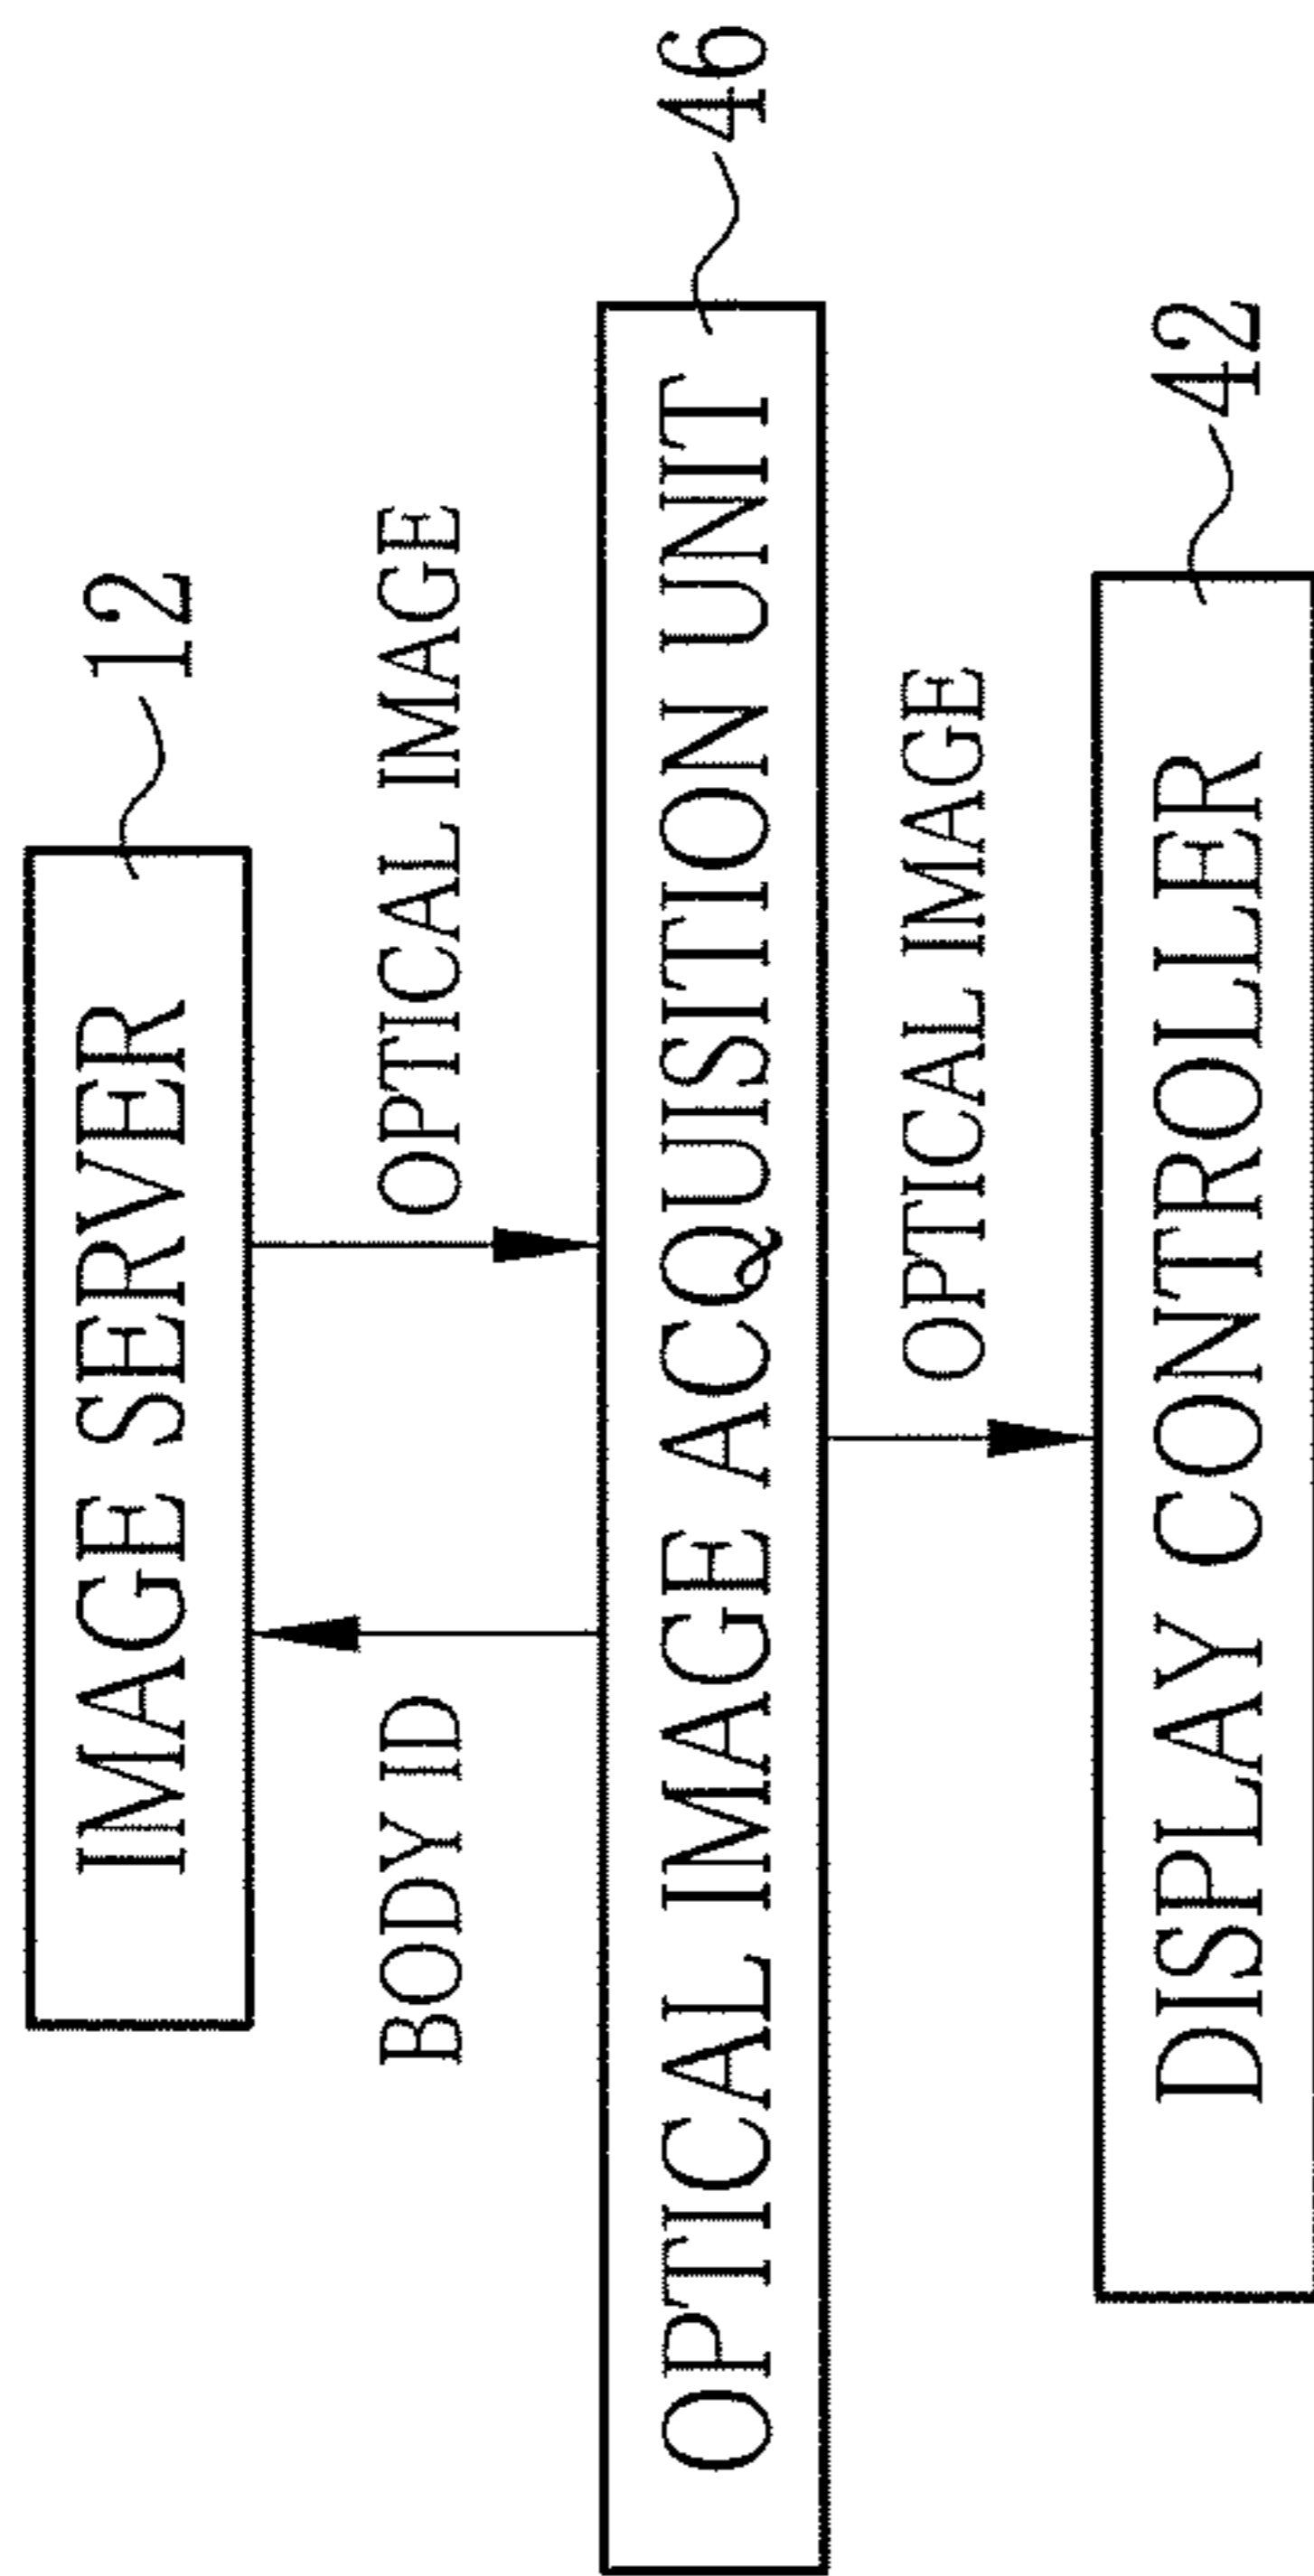 12
IMAGE SERVER
BODY ID
OPTICAL IMAGE
46
OPTICAL IMAGE ACQUISITION UNIT
OPTICAL IMAGE
42
DISPLAY CONTROLLER